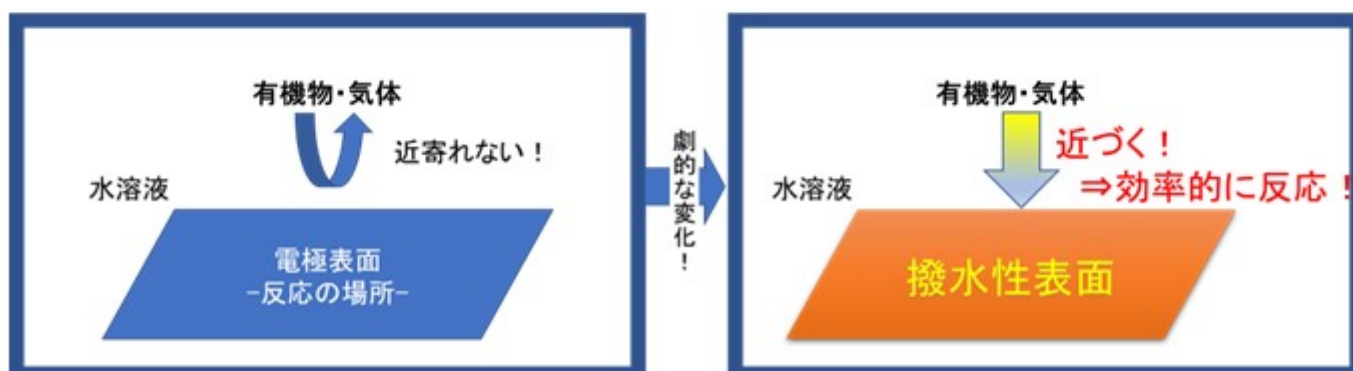 有機物・気体
近寄れない！
水溶液
電極表面
−反応の場所−
劇的な変化！
有機物・気体
近づく！
⇒効率的に反応！
水溶液
撥水性表面